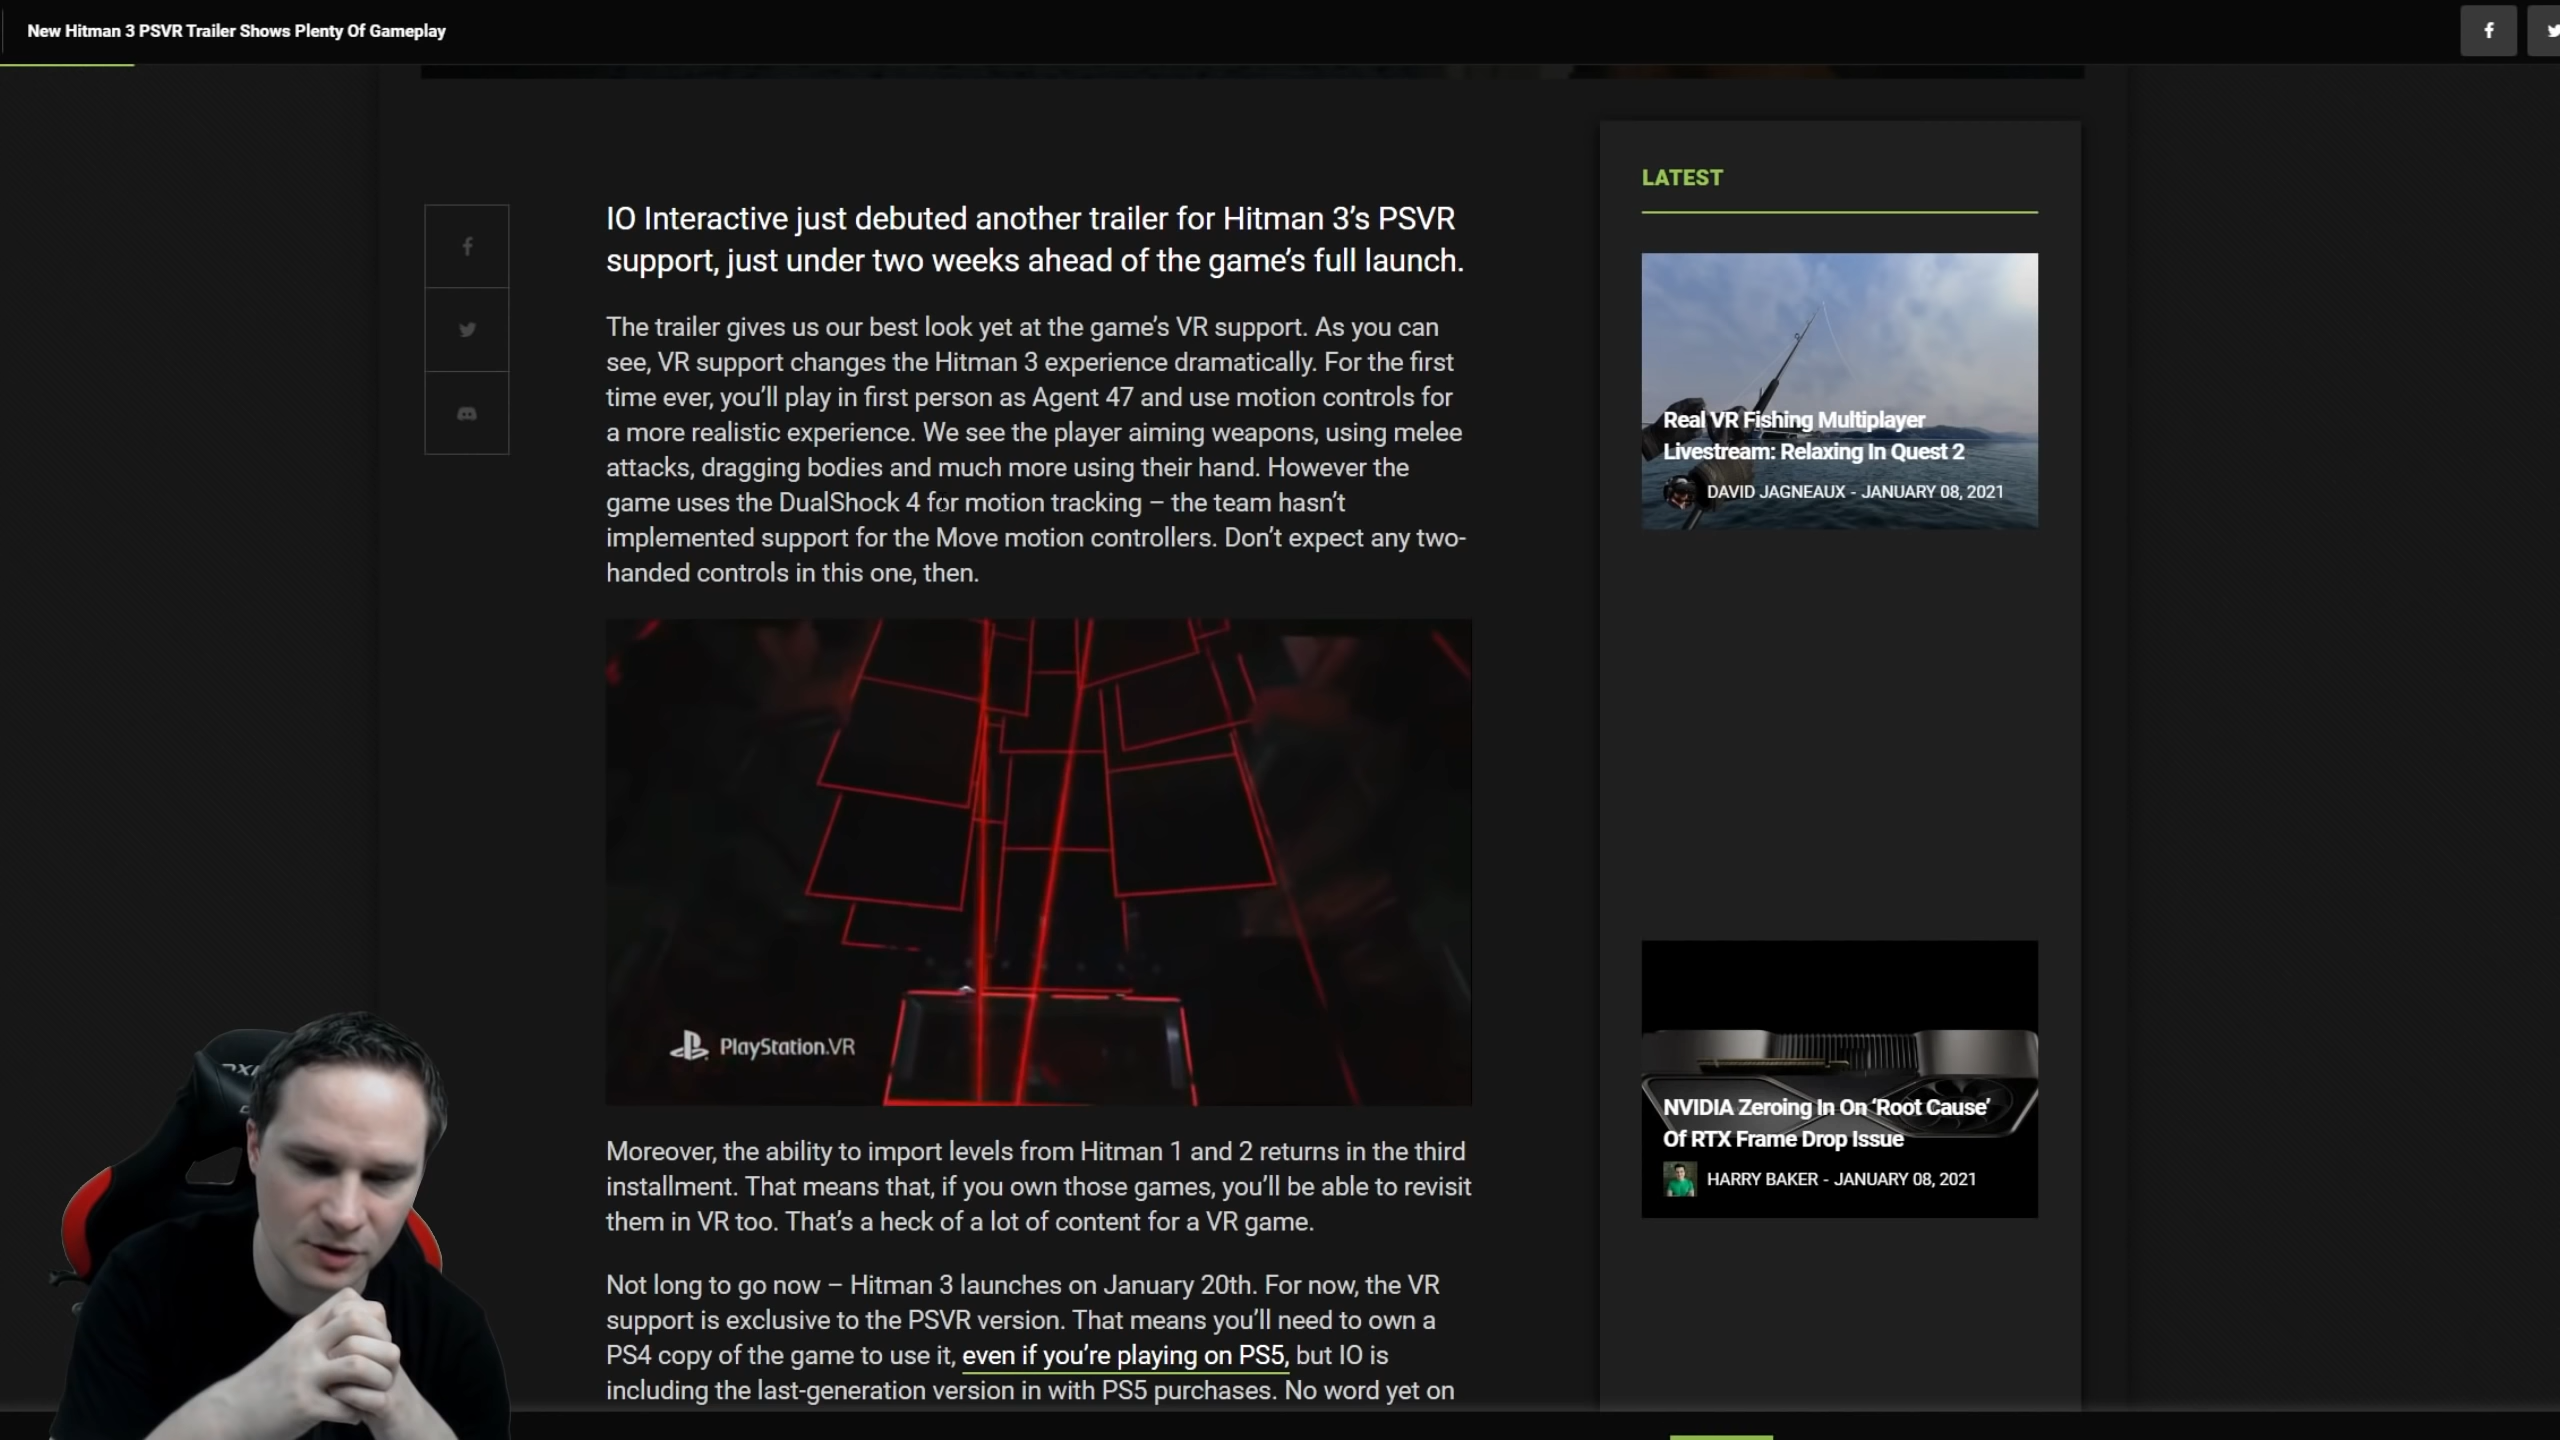 New Hitman 3 PSVR Trailer Shows Plenty Of Gameplay
IO Interactive just debuted another trailer for Hitman 3’s PSVR
support, just under two weeks ahead of the game’s full launch.
The trailer gives us our best look yet at the game’s VR support. As you can
see, VR support changes the Hitman 3 experience dramatically. For the first
time ever, you’ll play in first person as Agent 47 and use motion controls for
a more realistic experience. We see the player aiming weapons, using melee
attacks, dragging bodies and much more using their hand. However the
game uses the DualShock 4 for motion tracking – the team hasn’t
implemented support for the Move motion controllers. Don’t expect any two-
handed controls in this one, then.
PlayStation.VR
Moreover, the ability to import levels from Hitman 1 and 2 returns in the third
installment. That means that, if you own those games, you’ll be able to revisit
them in VR too. That’s a heck of a lot of content for a VR game.
Not long to go now – Hitman 3 launches on January 20th. For now, the VR
support is exclusive to the PSVR version. That means you’ll need to own a
PS4 copy of the game to use it, even if you’re playing on PS5, but IO is
including the last-generation version in with PS5 purchases. No word yet on
LATEST
Real VR Fishing Multiplayer
Livestream: Relaxing In Quest 2
DAVID JAGNEAUX - JANUARY 08, 2021
NVIDIA Zeroing In On ‘Root Cause’
Of RTX Frame Drop Issue
HARRY BAKER - JANUARY 08, 2021